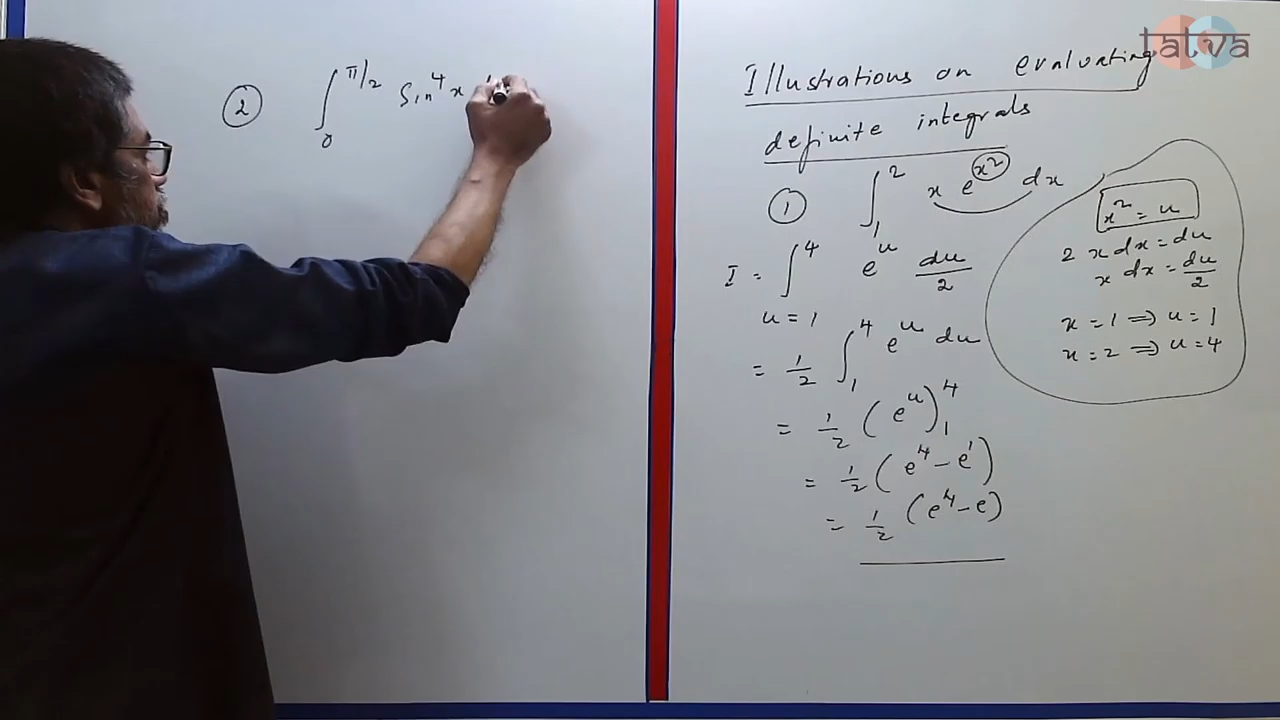 ② ∫₀^{π/2} Sin⁴x
tatva
Illustrations on evaluating
definite integrals
① ∫₁² x e^{x²} dx
I = ∫_{u=1}^4 e^u du/2
= 1/2 ∫₁⁴ e^u du
= 1/2 (e^u)₁⁴
= 1/2 (e⁴ - e¹)
= 1/2 (e⁴ - e)
x² = u
2 x dx = du
x dx = du/2
x = 1 ⇒ u = 1
x = 2 ⇒ u = 4